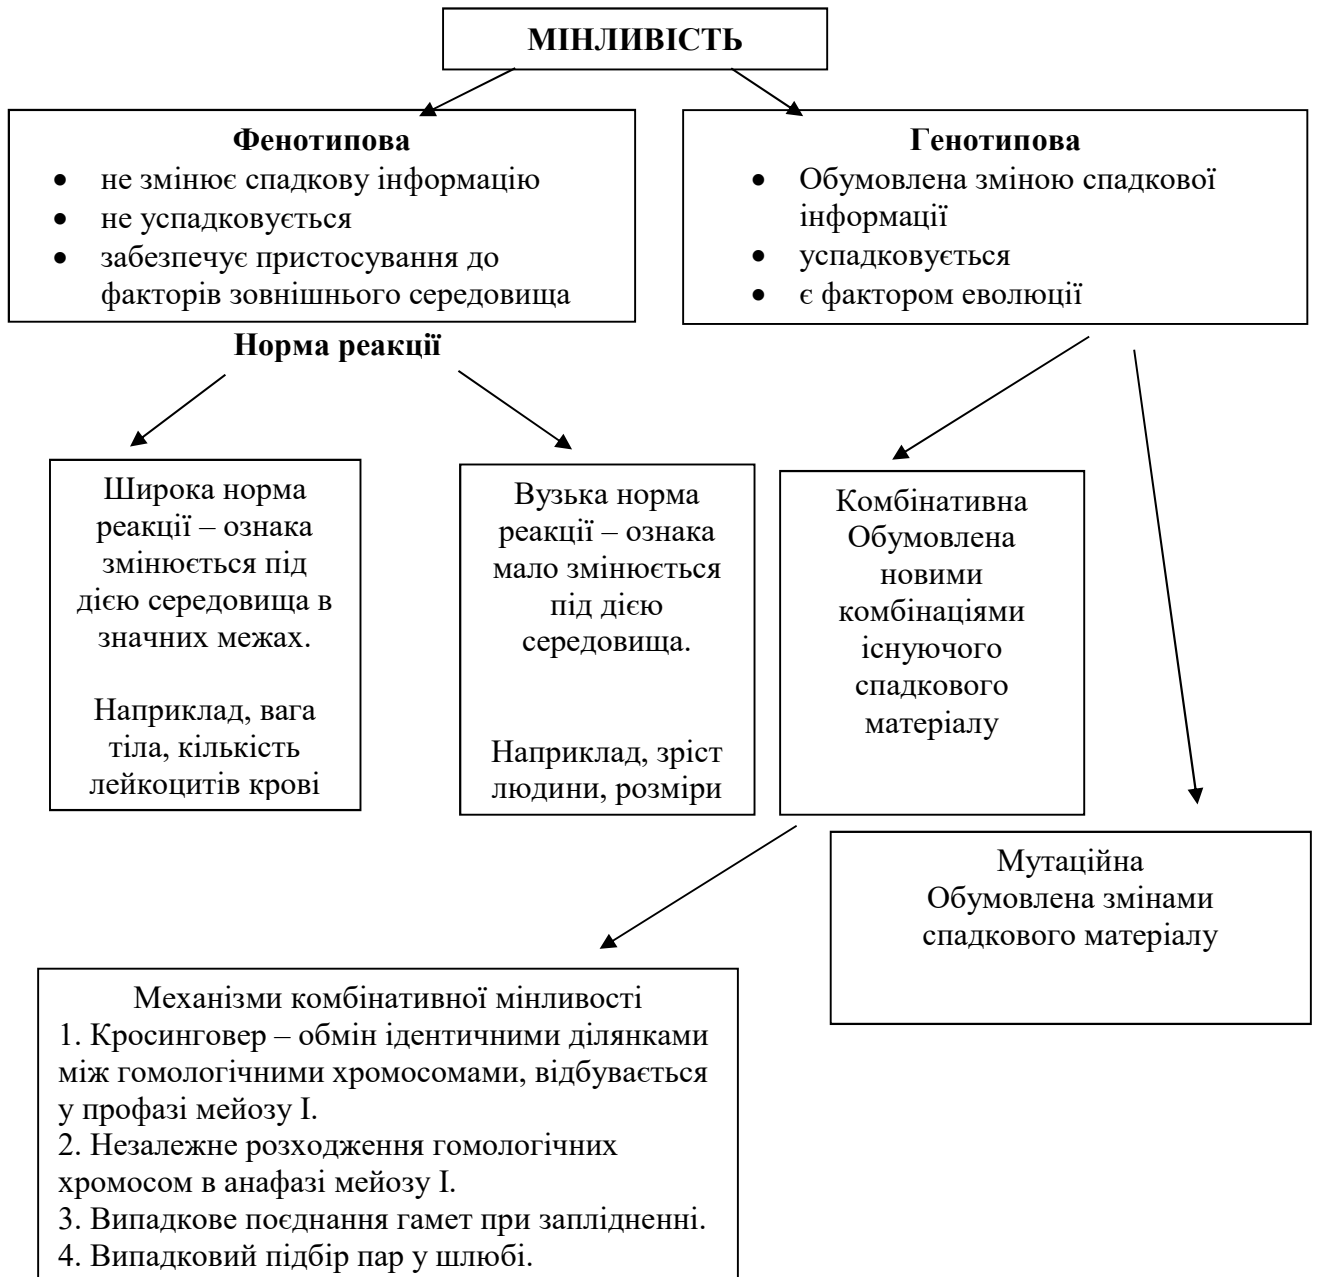 МІНЛИВІСТЬ
Фенотипова
• не змінює спадкову інформацію
• не успадковується
• забезпечує пристосування до
факторів зовнішнього середовища
Генотипова
• Обумовлена зміною спадкової
інформації
• успадковується
• є фактором еволюції
Норма реакції
Широка норма
реакції – ознака
змінюється під
дією середовища в
значних межах.
Наприклад, вага
тіла, кількість
лейкоцитів крові
Вузька норма
реакції – ознака
мало змінюється
під дією
середовища.
Наприклад, зріст
людини, розміри
Комбінативна
Обумовлена
новими
комбінаціями
існуючого
спадкового
матеріалу
Мутаційна
Обумовлена змінами
спадкового матеріалу
Механізми комбінативної мінливості
1. Кросинговер – обмін ідентичними ділянками
між гомологічними хромосомами, відбувається
у профазі мейозу І.
2. Незалежне розходження гомологічних
хромосом в анафазі мейозу І.
3. Випадкове поєднання гамет при заплідненні.
4. Випадковий підбір пар у шлюбі.